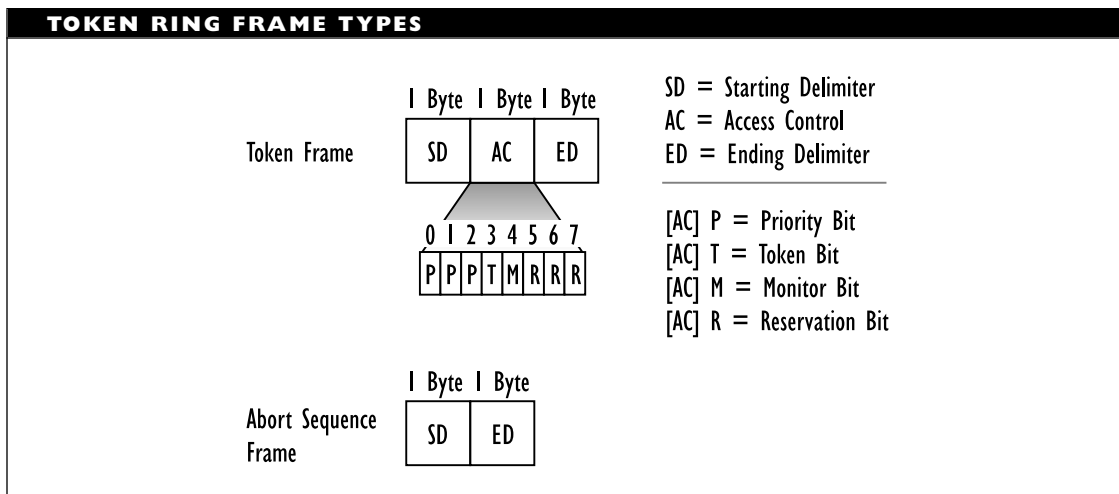 TOKEN RING FRAME TYPES
1 Byte 1 Byte 1 Byte
Token Frame
SD AC ED
0 1 2 3 4 5 6 7
P P P T M R R R
SD = Starting Delimiter
AC = Access Control
ED = Ending Delimiter
[AC] P = Priority Bit
[AC] T = Token Bit
[AC] M = Monitor Bit
[AC] R = Reservation Bit
1 Byte 1 Byte
Abort Sequence
Frame
SD ED